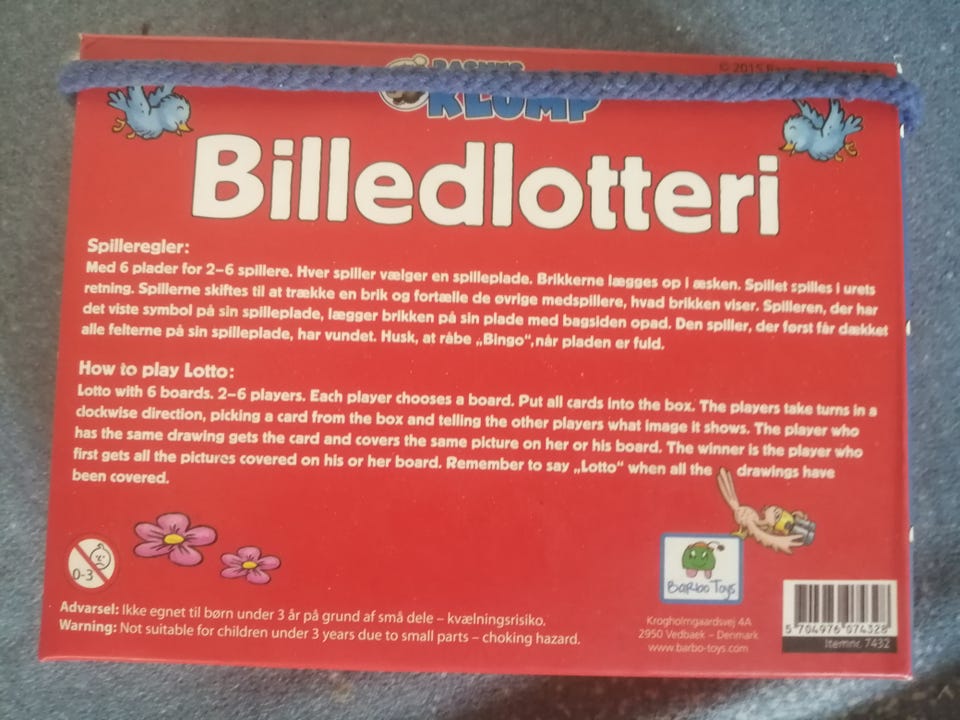 KLUMP
© 2015
Billedlotteri
Spilleregler:
Med 6 plader for 2–6 spillere. Hver spiller vælger en spilleplade. Brikkerne lægges op i æsken. Spillet spilles i urets
retning. Spillerne skiftes til at trække en brik og fortælle de øvrige medspillere, hvad brikken viser. Spilleren, der har
det viste symbol på sin spilleplade, lægger brikken på sin plade med bagsiden opad. Den spiller, der først får dækket
alle felterne på sin spilleplade, har vundet. Husk, at råbe „Bingo“,når pladen er fuld.
How to play Lotto:
Lotto with 6 boards. 2–6 players. Each player chooses a board. Put all cards into the box. The players take turns in a
clockwise direction, picking a card from the box and telling the other players what image it shows. The player who
has the same drawing gets the card and covers the same picture on her or his board. The winner is the player who
first gets all the pictures covered on his or her board. Remember to say „Lotto“ when all the drawings have
been covered.
0-3
Advarsel: Ikke egnet til børn under 3 år på grund af små dele – kvælningsrisiko.
Warning: Not suitable for children under 3 years due to small parts – choking hazard.
Barbo Toys
Krogholmgaardsvej 4A
2950 Vedbaek – Denmark
www.barbo-toys.com
5 704976 074328
Itemnr. 7432